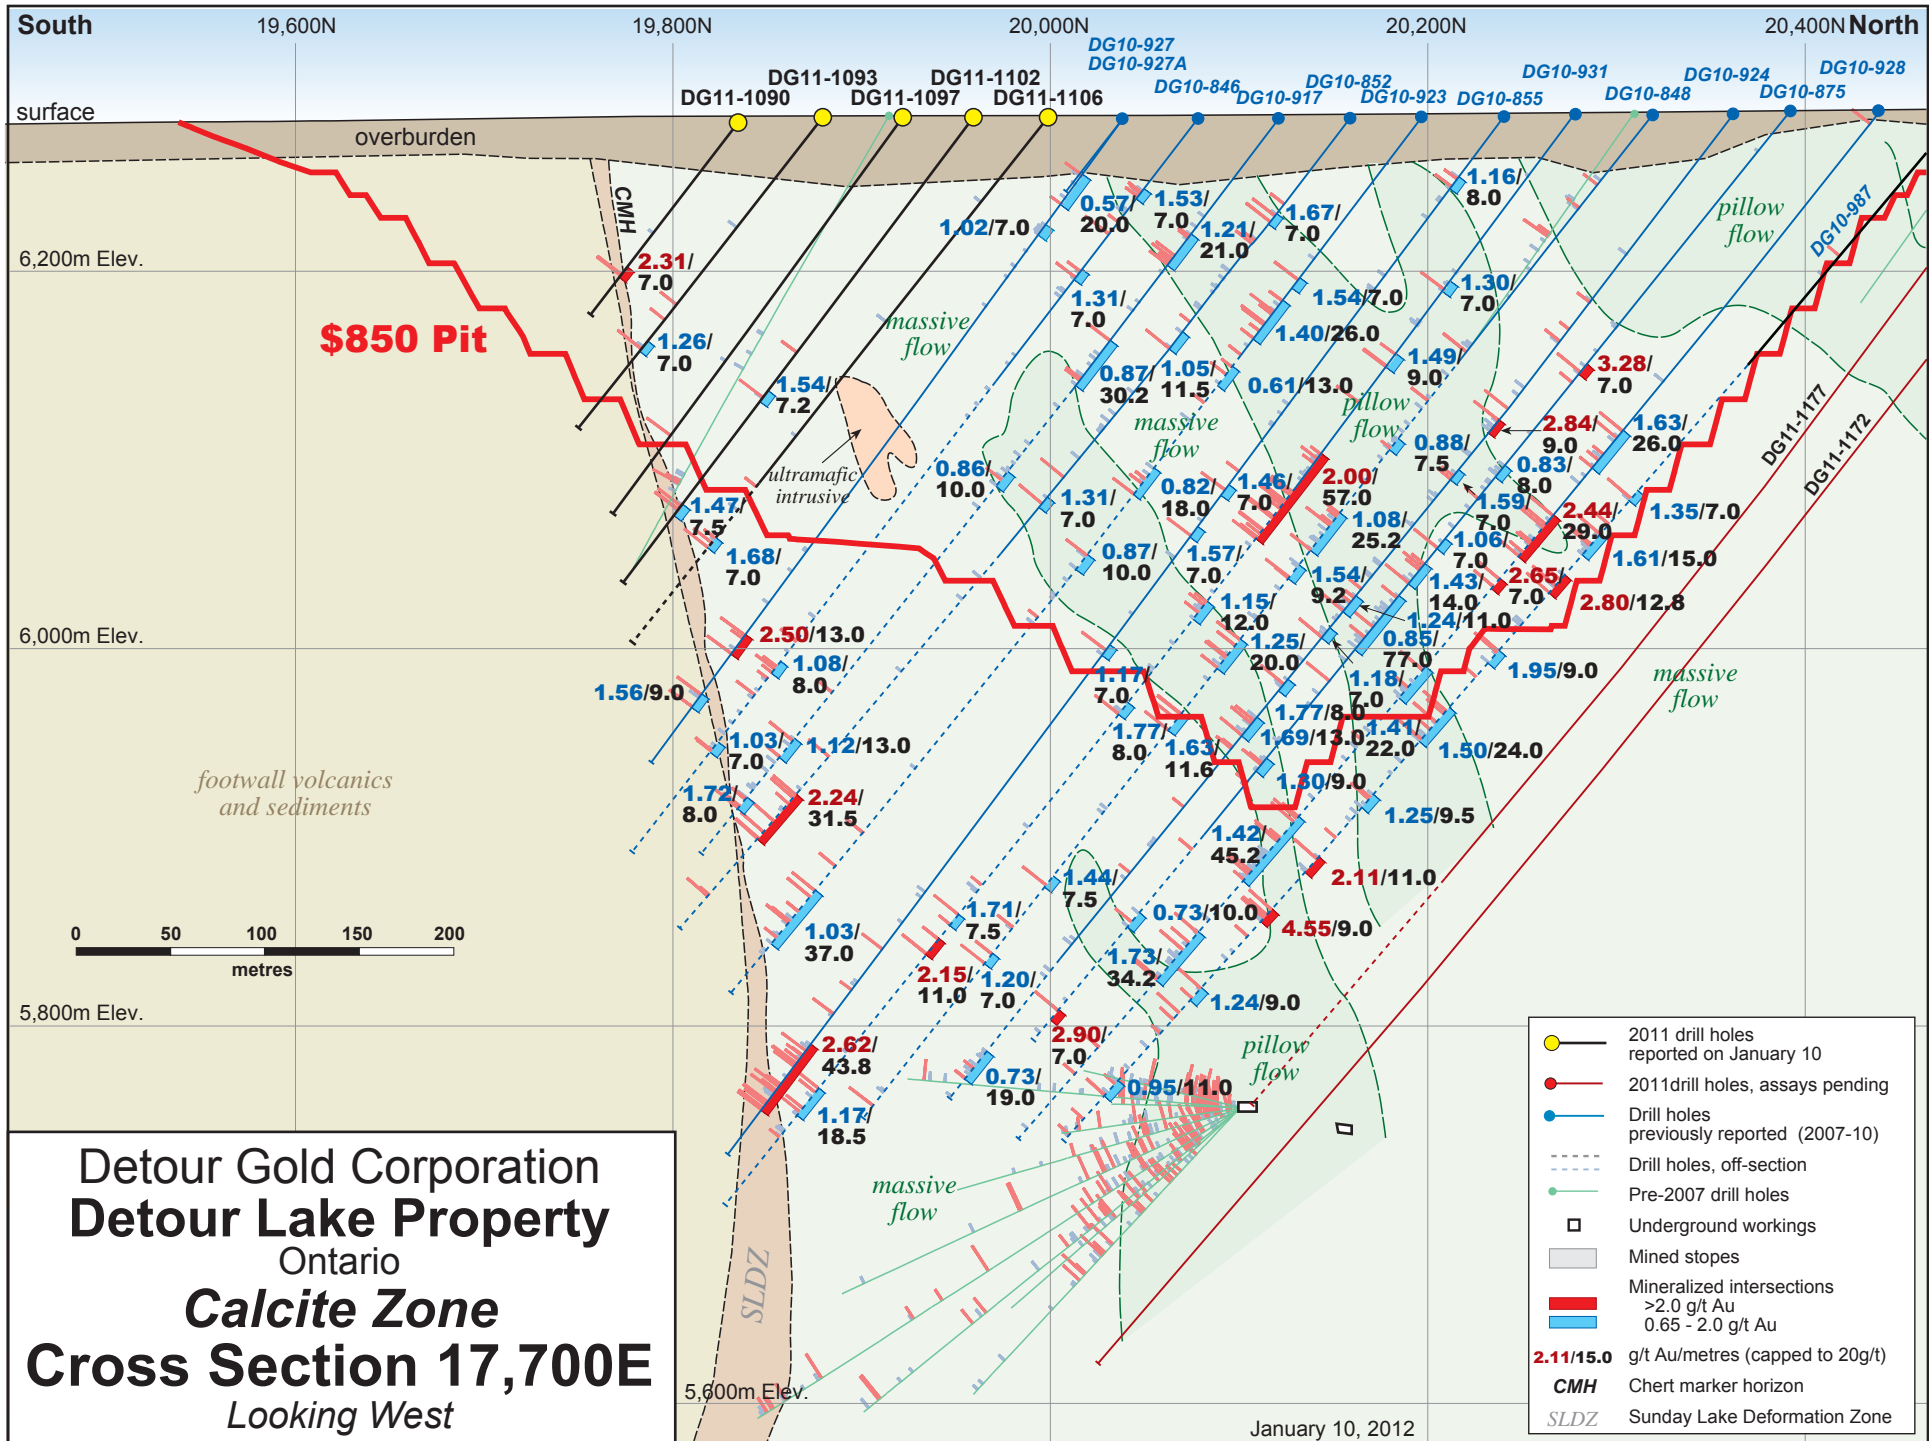 South
19,600N
19,800N
20,000N
20,200N
20,400N
North
DG10-927
DG10-927A
DG11-1093
DG11-1102
DG10-846
DG10-852
DG10-931
DG10-924
DG10-928
DG11-1090
DG11-1097
DG11-1106
DG10-917
DG10-923
DG10-855
DG10-848
DG10-875
surface
overburden
CMH
1.16/
8.0
1.53/
7.0
0.57/
20.0
1.67/
7.0
1.02/7.0
1.21/
21.0
pillow
flow
DG10-987
6,200m Elev.
2.31/
7.0
1.31/
7.0
1.54/7.0
1.30/
7.0
$850 Pit
massive
flow
1.40/26.0
1.26/
7.0
1.49/
9.0
3.28/
7.0
0.87/
30.2
1.05/
11.5
0.61/13.0
1.54/
7.2
pillow
flow
DG11-1177
DG11-1172
massive
flow
2.84/
9.0
1.63/
26.0
0.88/
7.5
ultramafic
intrusive
0.86/
10.0
0.82/
18.0
1.46/
7.0
2.00/
57.0
0.83/
8.0
1.31/
7.0
1.59/
7.0
2.44/
29.0
1.35/7.0
1.47/
7.5
1.08/
25.2
1.68/
7.0
0.87/
10.0
1.57/
7.0
1.06/
7.0
1.61/15.0
1.54/
9.2
1.43/
14.0
2.65/
7.0
2.80/12.8
1.15/
12.0
1.24/11.0
6,000m Elev.
2.50/13.0
1.25/
20.0
0.85/
77.0
1.08/
8.0
1.95/9.0
massive
flow
1.56/9.0
1.17/
7.0
1.18/
7.0
1.77/8.0
1.03/
7.0
1.12/13.0
1.77/
8.0
1.63/
11.6
1.69/13.0
1.41/
22.0
1.50/24.0
footwall volcanics
and sediments
1.30/9.0
1.72/
8.0
2.24/
31.5
1.25/9.5
1.42/
45.2
2.11/11.0
1.44/
7.5
1.71/
7.5
0.73/10.0
4.55/9.0
0 50 100 150 200
metres
1.03/
37.0
2.15/
11.0
1.20/
7.0
1.73/
34.2
1.24/9.0
5,800m Elev.
2.62/
43.8
2.90/
7.0
pillow
flow
0.73/
19.0
0.95/11.0
1.17/
18.5
massive
flow
SLDZ
5,600m Elev.
January 10, 2012
Detour Gold Corporation
Detour Lake Property
Ontario
Calcite Zone
Cross Section 17,700E
Looking West
2011 drill holes
reported on January 10
2011drill holes, assays pending
Drill holes
previously reported (2007-10)
Drill holes, off-section
Pre-2007 drill holes
Underground workings
Mined stopes
Mineralized intersections
>2.0 g/t Au
0.65 - 2.0 g/t Au
2.11/15.0 g/t Au/metres (capped to 20g/t)
CMH Chert marker horizon
SLDZ Sunday Lake Deformation Zone